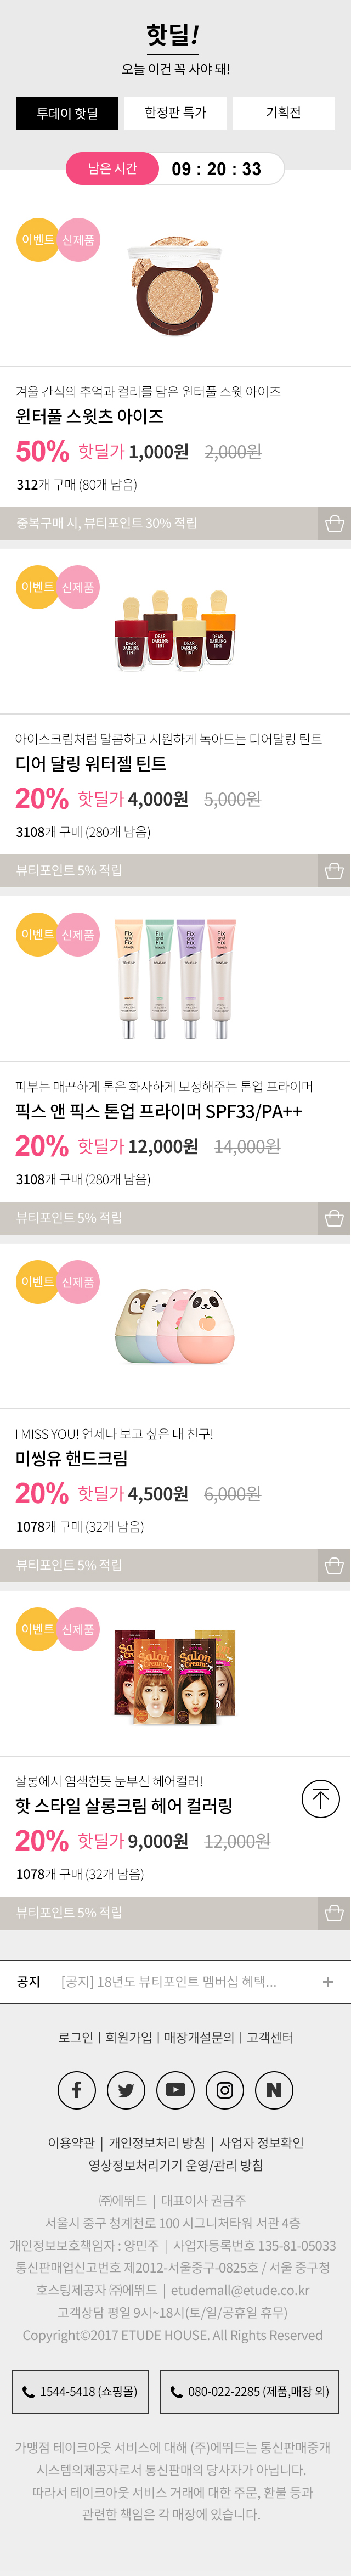 핫딜!
오늘 이건 꼭 사야 돼!
투데이 핫딜 한정판 특가 기획전
남은 시간 09 : 20 : 33
이벤트 신제품
겨울 간식의 추억과 컬러를 담은 윈터풀 스윗 아이즈
윈터풀 스윗츠 아이즈
50% 핫딜가 1,000원 2,000원
312개 구매 (80개 남음)
중복구매 시, 뷰티포인트 30% 적립
이벤트 신제품
DEAR DARLING TINT DEAR DARLING TINT DEAR DARLING TINT DEAR DARLING TINT
아이스크림처럼 달콤하고 시원하게 녹아드는 디어달링 틴트
디어 달링 워터젤 틴트
20% 핫딜가 4,000원 5,000원
3108개 구매 (280개 남음)
뷰티포인트 5% 적립
이벤트 신제품
Fix and Fix Fix and Fix Fix and Fix Fix and Fix
피부는 매끈하게 톤은 화사하게 보정해주는 톤업 프라이머
픽스 앤 픽스 톤업 프라이머 SPF33/PA++
20% 핫딜가 12,000원 14,000원
3108개 구매 (280개 남음)
뷰티포인트 5% 적립
이벤트 신제품
I MISS YOU! 언제나 보고 싶은 내 친구!
미씽유 핸드크림
20% 핫딜가 4,500원 6,000원
1078개 구매 (32개 남음)
뷰티포인트 5% 적립
이벤트 신제품
Salon Cream Salon Cream
살롱에서 염색한듯 눈부신 헤어컬러!
핫 스타일 살롱크림 헤어 컬러링
20% 핫딜가 9,000원 12,000원
1078개 구매 (32개 남음)
뷰티포인트 5% 적립
공지 [공지] 18년도 뷰티포인트 멤버십 혜택... +
로그인 | 회원가입 | 매장개설문의 | 고객센터
이용약관 | 개인정보처리 방침 | 사업자 정보확인
영상정보처리기기 운영/관리 방침
㈜에뛰드 | 대표이사 권금주
서울시 중구 청계천로 100 시그니처타워 서관 4층
개인정보보호책임자 : 양민주 | 사업자등록번호 135-81-05033
통신판매업신고번호 제2012-서울중구-0825호 / 서울 중구청
호스팅제공자 ㈜에뛰드 | etudemall@etude.co.kr
고객상담 평일 9시~18시(토/일/공휴일 휴무)
Copyright©2017 ETUDE HOUSE. All Rights Reserved
1544-5418 (쇼핑몰) 080-022-2285 (제품,매장 외)
가맹점 테이크아웃 서비스에 대해 (주)에뛰드는 통신판매중개
시스템의제공자로서 통신판매의 당사자가 아닙니다.
따라서 테이크아웃 서비스 거래에 대한 주문, 환불 등과
관련한 책임은 각 매장에 있습니다.